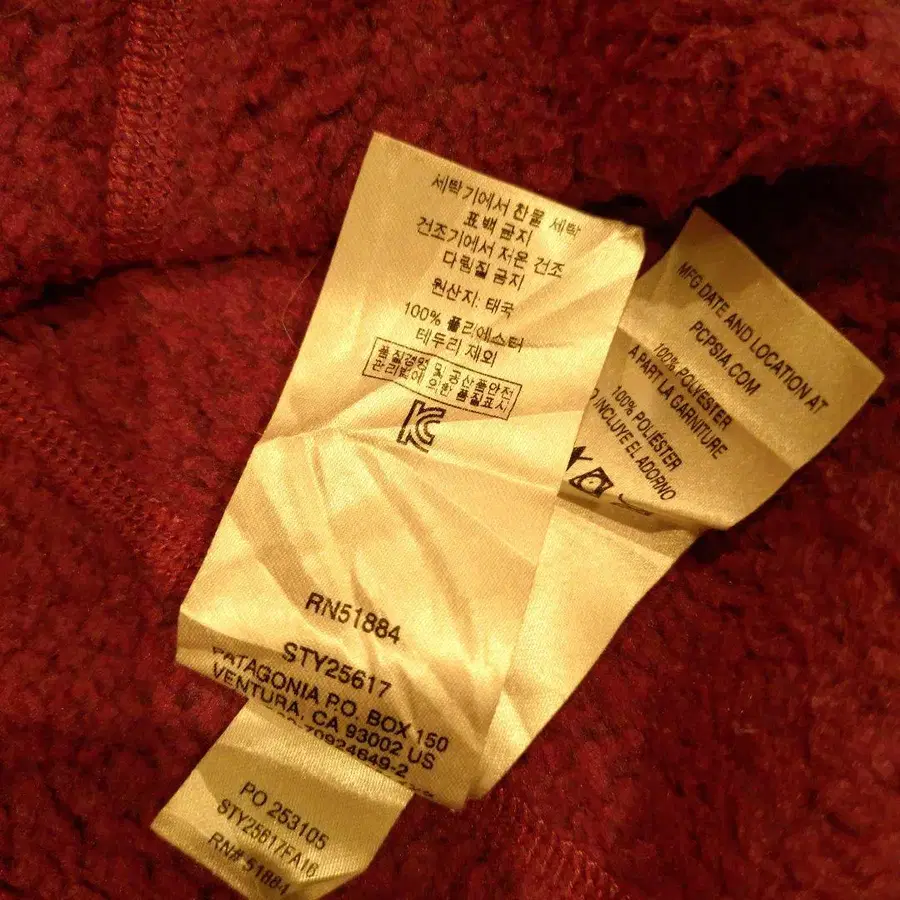 세탁기에서 찬물 세탁
표백 금지
건조기에서 저온 건조
다림질 금지
원산지: 태국
100% 폴리에스터
테두리 제외
품질경영 및 공산품안전
관리법에 의한 품질표시
KC
RN51884
STY25617
PATAGONIA P.O. BOX 150
VENTURA, CA 93002 US
70924649-2
PO 253105
STY25617FA16
RN# 51884
MFG DATE AND LOCATION AT
PCPSIA.COM
100% POLYESTER
À PART LA GARNITURE
100% POLIÉSTER
INCLUYE EL ADORNO